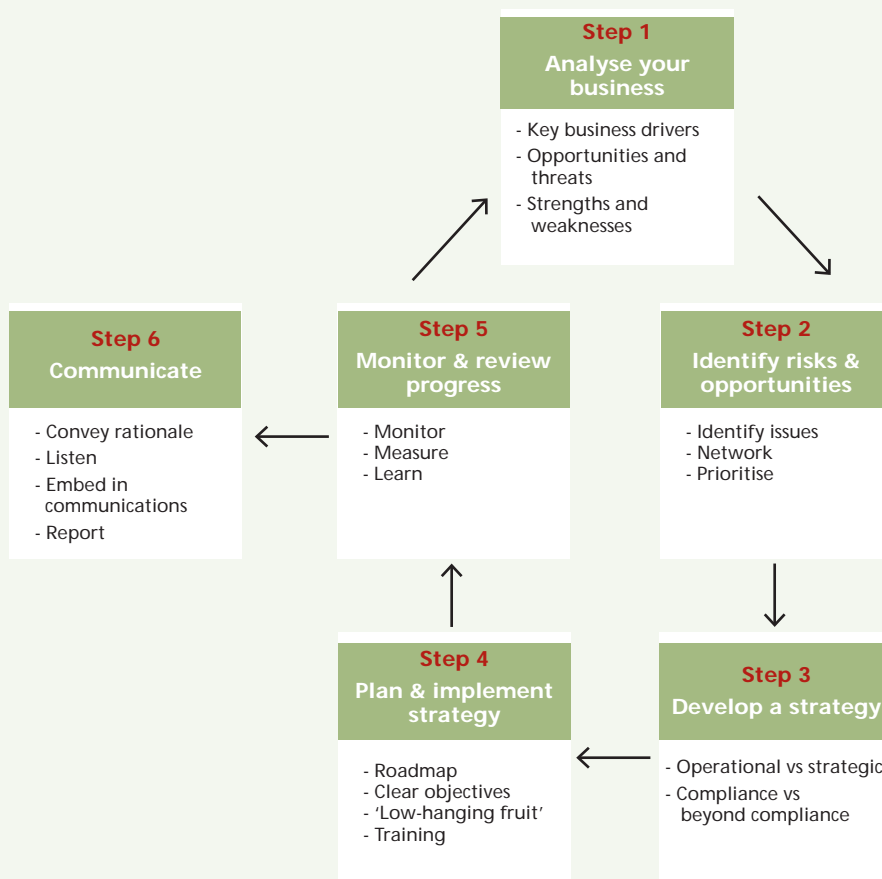 Step 1
Analyse your
business
- Key business drivers
- Opportunities and
threats
- Strengths and
weaknesses
Step 2
Identify risks &
opportunities
- Identify issues
- Network
- Prioritise
Step 3
Develop a strategy
- Operational vs strategic
- Compliance vs
beyond compliance
Step 4
Plan & implement
strategy
- Roadmap
- Clear objectives
- ‘Low-hanging fruit’
- Training
Step 5
Monitor & review
progress
- Monitor
- Measure
- Learn
Step 6
Communicate
- Convey rationale
- Listen
- Embed in
communications
- Report